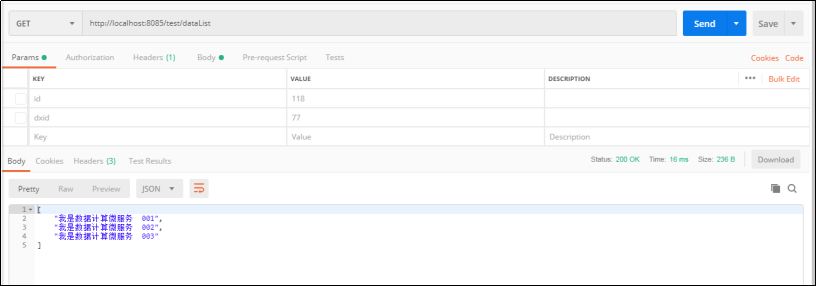 GET http://localhost:8085/test/dataList Send Save
Params Authorization Headers (1) Body Pre-request Script Tests Cookies Code
KEY VALUE DESCRIPTION ••• Bulk Edit
id 118
dxid 77
Key Value Description
Body Cookies Headers (3) Test Results Status: 200 OK Time: 16 ms Size: 236 B Download
Pretty Raw Preview JSON
1 [
2 "我是数据计算微服务 001",
3 "我是数据计算微服务 002",
4 "我是数据计算微服务 003"
5 ]